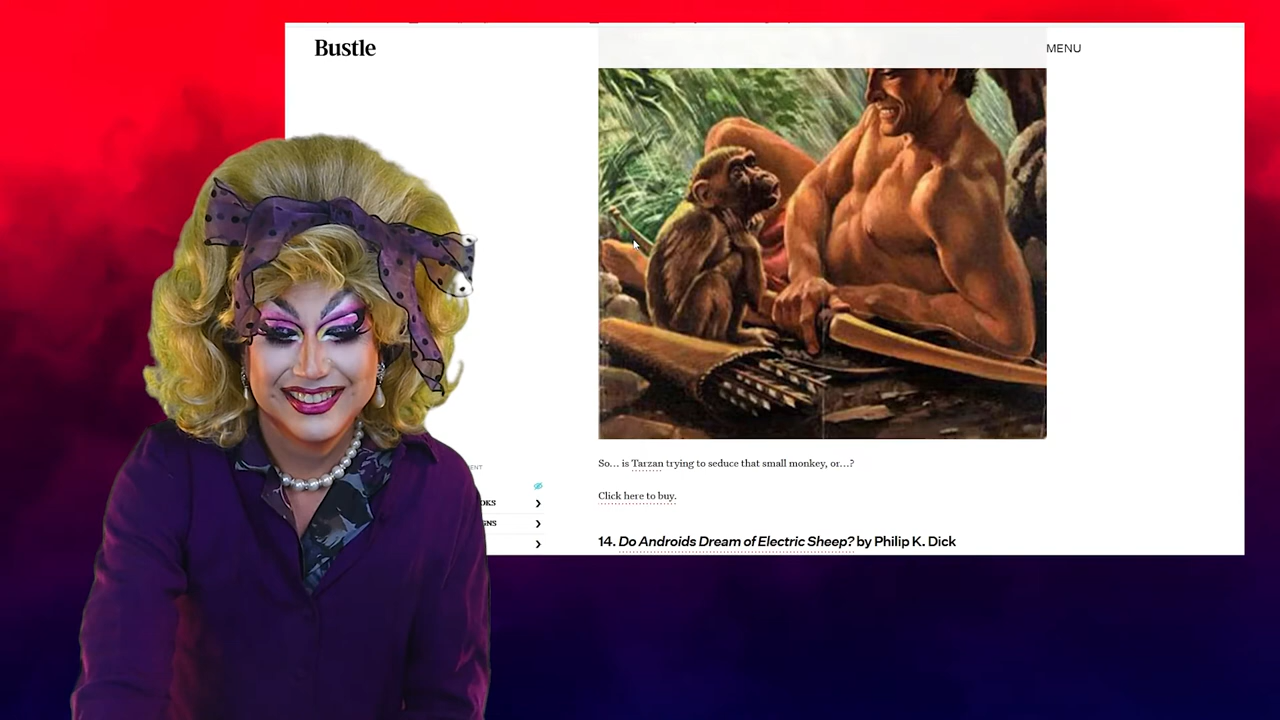 Bustle
MENU
So... is Tarzan trying to seduce that small monkey, or...?
Click here to buy.
14. Do Androids Dream of Electric Sheep? by Philip K. Dick